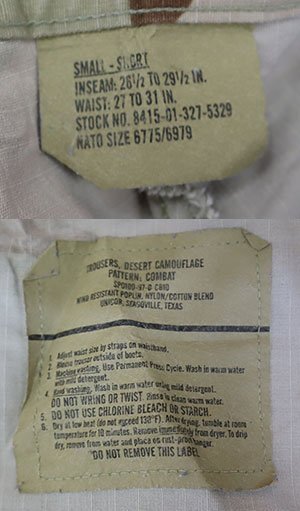 SMALL - SHORT
INSEAM: 26½ TO 29½ IN.
WAIST: 27 TO 31 IN.
STOCK NO. 8415-01-327-5329
NATO SIZE 6775/6979
TROUSERS, DESERT CAMOUFLAGE
PATTERN: COMBAT
SPO100-97-D C810
WIND RESISTANT POPLIN, NYLON/COTTON BLEND
UNICOR, SEAGOVILLE, TEXAS
1. Adjust waist size by straps on waistband.
2. Blouse trouser outside of boots.
3. Machine washing. Use Permanent Press Cycle. Wash in warm water
with mild detergent.
4. Hand washing. Wash in warm water using mild detergent.
DO NOT WRING OR TWIST. Rinse in clean warm water.
5. DO NOT USE CHLORINE BLEACH OR STARCH.
6. Dry at low heat (do not exceed 130°F). After drying, tumble at room
temperature for 10 minutes. Remove immediately from dryer. To drip
dry, remove from water and place on rust-proof hanger.
"DO NOT REMOVE THIS LABEL